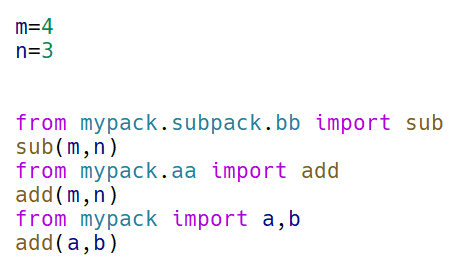 m=4
n=3
from mypack.subpack.bb import sub
sub(m,n)
from mypack.aa import add
add(m,n)
from mypack import a,b
add(a,b)